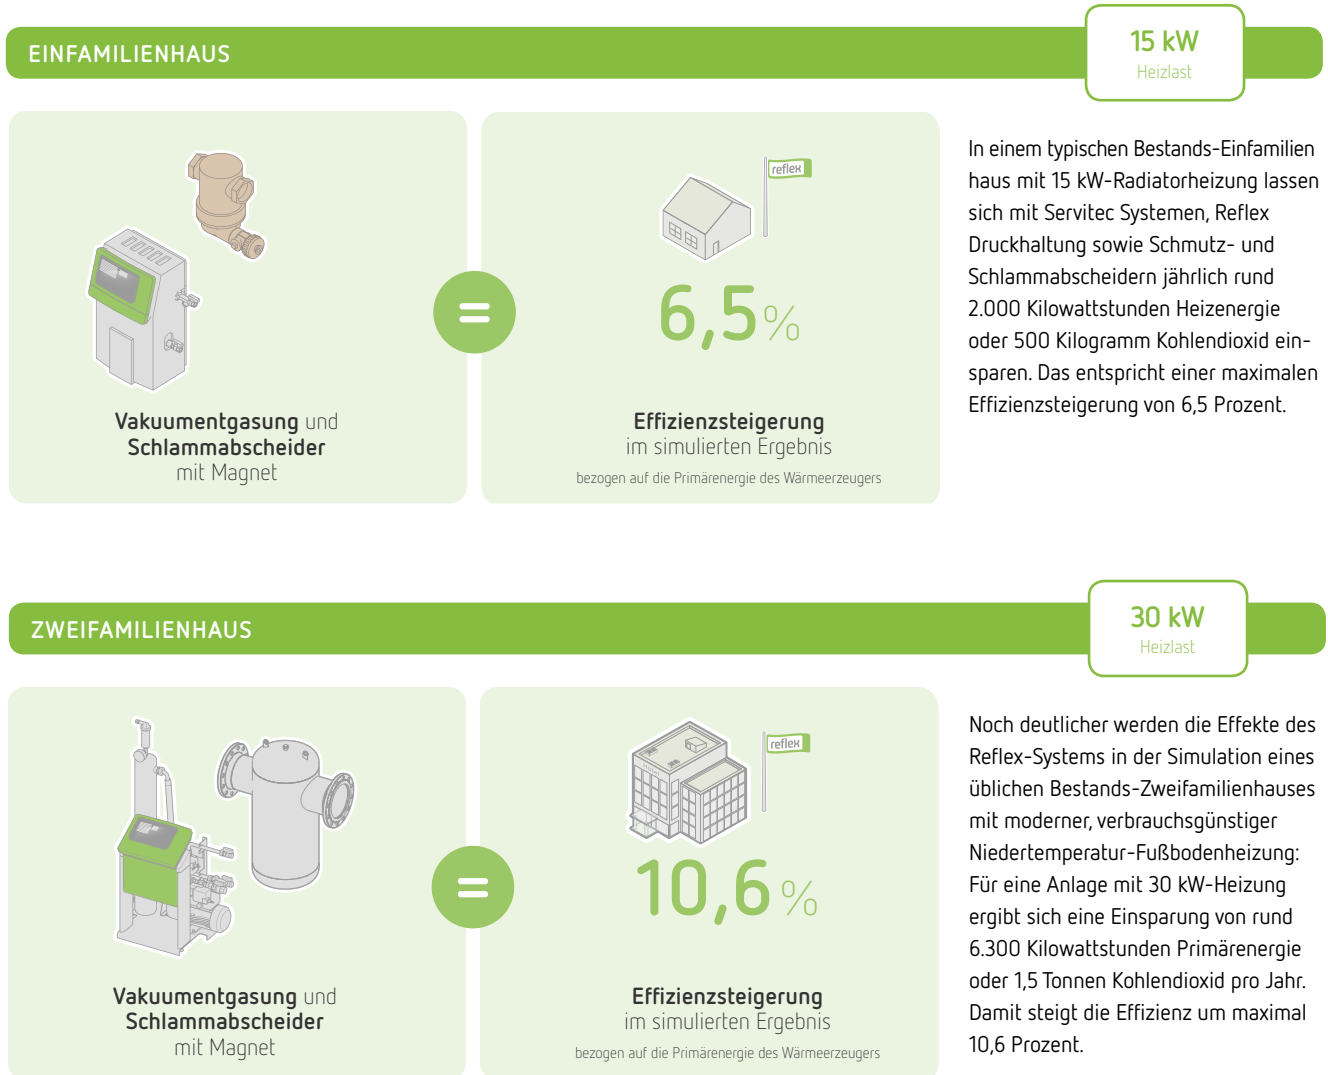 EINFAMILIENHAUS
15 kW
Heizlast
reflex
6,5 %
=
Vakuumentgasung und
Schlammabscheider
mit Magnet
Effizienzsteigerung
im simulierten Ergebnis
bezogen auf die Primärenergie des Wärmeerzeugers
In einem typischen Bestands-Einfamilien
haus mit 15 kW-Radiatorheizung lassen
sich mit Servitec Systemen, Reflex
Druckhaltung sowie Schmutz- und
Schlammabscheidern jährlich rund
2.000 Kilowattstunden Heizenergie
oder 500 Kilogramm Kohlendioxid ein-
sparen. Das entspricht einer maximalen
Effizienzsteigerung von 6,5 Prozent.
ZWEIFAMILIENHAUS
30 kW
Heizlast
reflex
=
10,6 %
Vakuumentgasung und
Schlammabscheider
mit Magnet
Effizienzsteigerung
im simulierten Ergebnis
bezogen auf die Primärenergie des Wärmeerzeugers
Noch deutlicher werden die Effekte des
Reflex-Systems in der Simulation eines
üblichen Bestands-Zweifamilienhauses
mit moderner, verbrauchsgünstiger
Niedertemperatur-Fußbodenheizung:
Für eine Anlage mit 30 kW-Heizung
ergibt sich eine Einsparung von rund
6.300 Kilowattstunden Primärenergie
oder 1,5 Tonnen Kohlendioxid pro Jahr.
Damit steigt die Effizienz um maximal
10,6 Prozent.